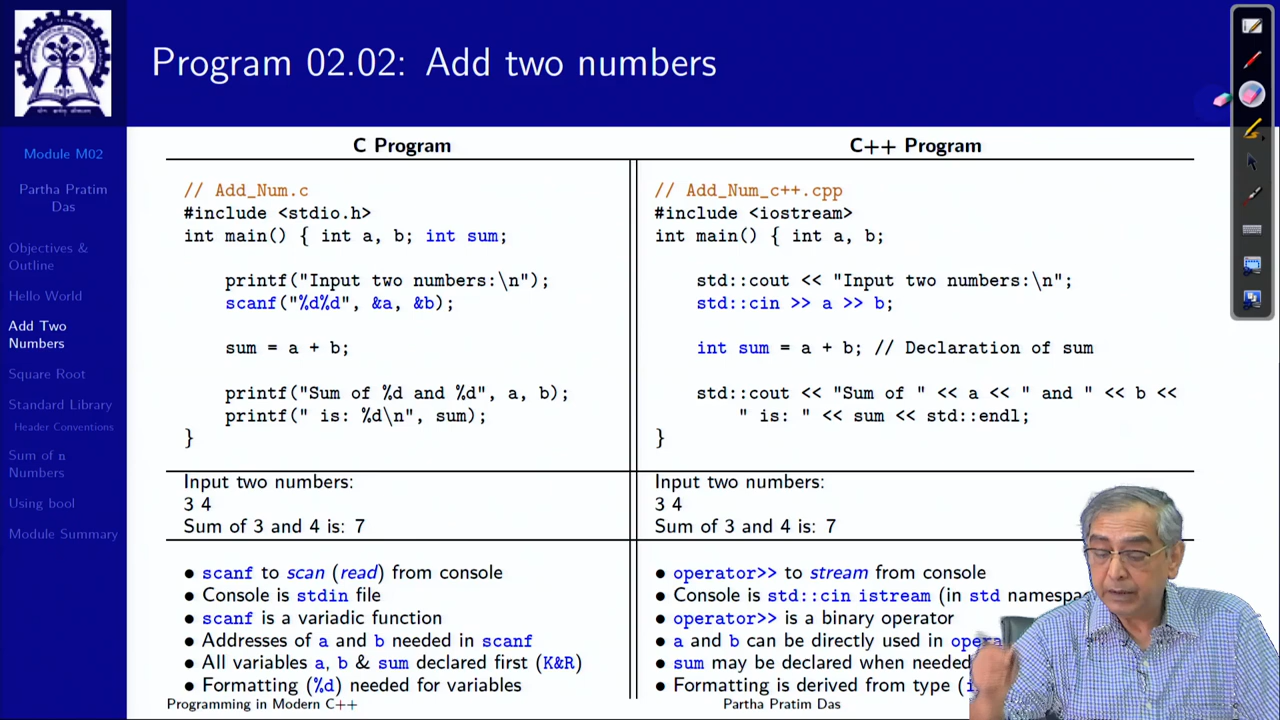 Program 02.02: Add two numbers
Module M02
Partha Pratim
Das
Objectives &
Outline
Hello World
Add Two
Numbers
Square Root
Standard Library
Header Conventions
Sum of n
Numbers
Using bool
Module Summary
C Program
// Add_Num.c
#include <stdio.h>
int main() { int a, b; int sum;
printf("Input two numbers:\n");
scanf("%d%d", &a, &b);
sum = a + b;
printf("Sum of %d and %d", a, b);
printf(" is: %d\n", sum);
}
Input two numbers:
3 4
Sum of 3 and 4 is: 7
• scanf to scan (read) from console
• Console is stdin file
• scanf is a variadic function
• Addresses of a and b needed in scanf
• All variables a, b & sum declared first (K&R)
• Formatting (%d) needed for variables
C++ Program
// Add_Num_c++.cpp
#include <iostream>
int main() { int a, b;
std::cout << "Input two numbers:\n";
std::cin >> a >> b;
int sum = a + b; // Declaration of sum
std::cout << "Sum of " << a << " and " << b <<
" is: " << sum << std::endl;
}
Input two numbers:
3 4
Sum of 3 and 4 is: 7
• operator>> to stream from console
• Console is std::cin istream (in std
• operator>> is a binary operator
• a and b can be directly used in
• sum may be declared when needed
• Formatting is derived from type
Programming in Modern C++
Partha Pratim Das